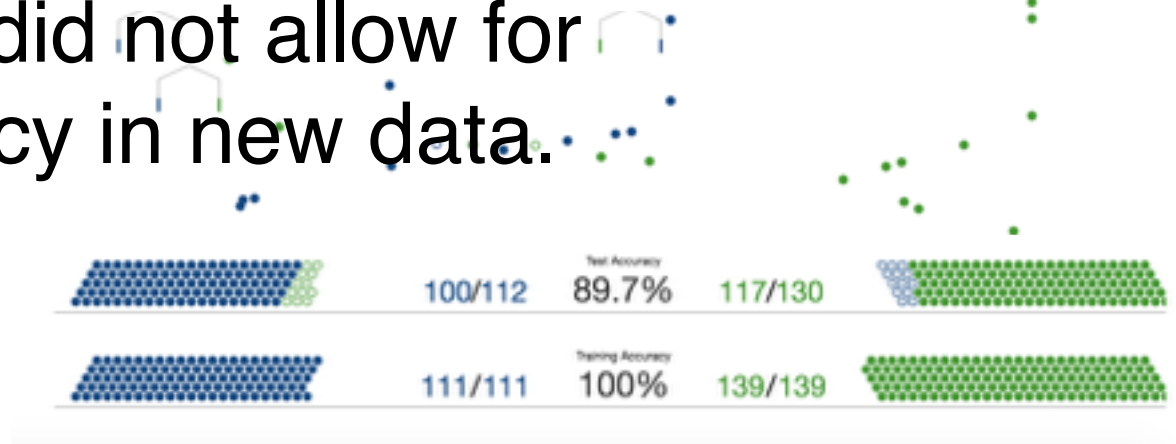 did not allow for
cy in new data.
Test Accuracy
100/112 89.7% 117/130
Training Accuracy
111/111 100% 139/139